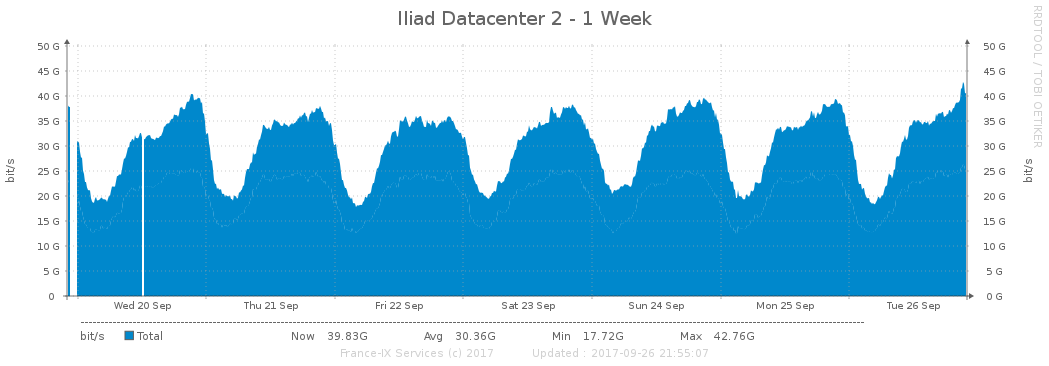 Iliad Datacenter 2 - 1 Week
RRDTOOL / TOBI OETIKER
bit/s
50 G 50 G
45 G 45 G
40 G 40 G
35 G 35 G
30 G 30 G
25 G 25 G
20 G 20 G
15 G 15 G
10 G 10 G
5 G 5 G
0 0 G
bit/s
Wed 20 Sep Thu 21 Sep Fri 22 Sep Sat 23 Sep Sun 24 Sep Mon 25 Sep Tue 26 Sep
bit/s Total Now 39.83G Avg 30.36G Min 17.72G Max 42.76G
France-IX Services (c) 2017 Updated : 2017-09-26 21:55:07